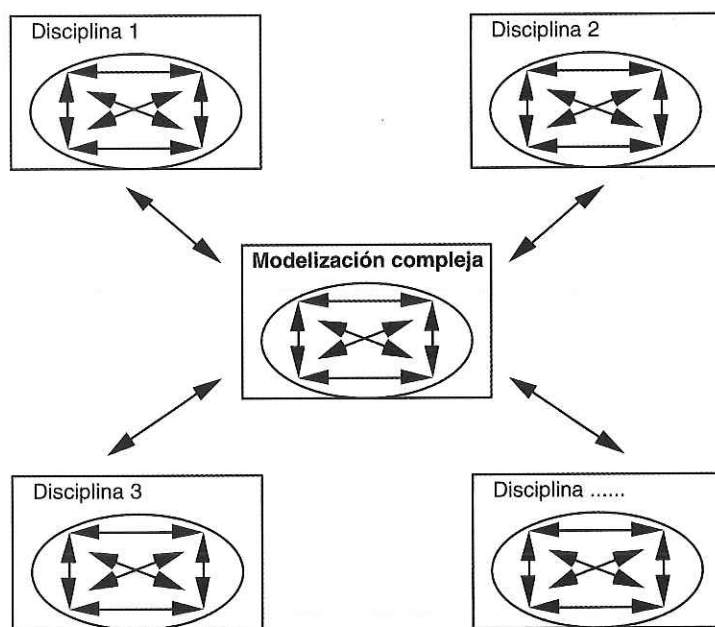 Disciplina 1
Disciplina 2
Modelización compleja
Disciplina 3
Disciplina ......